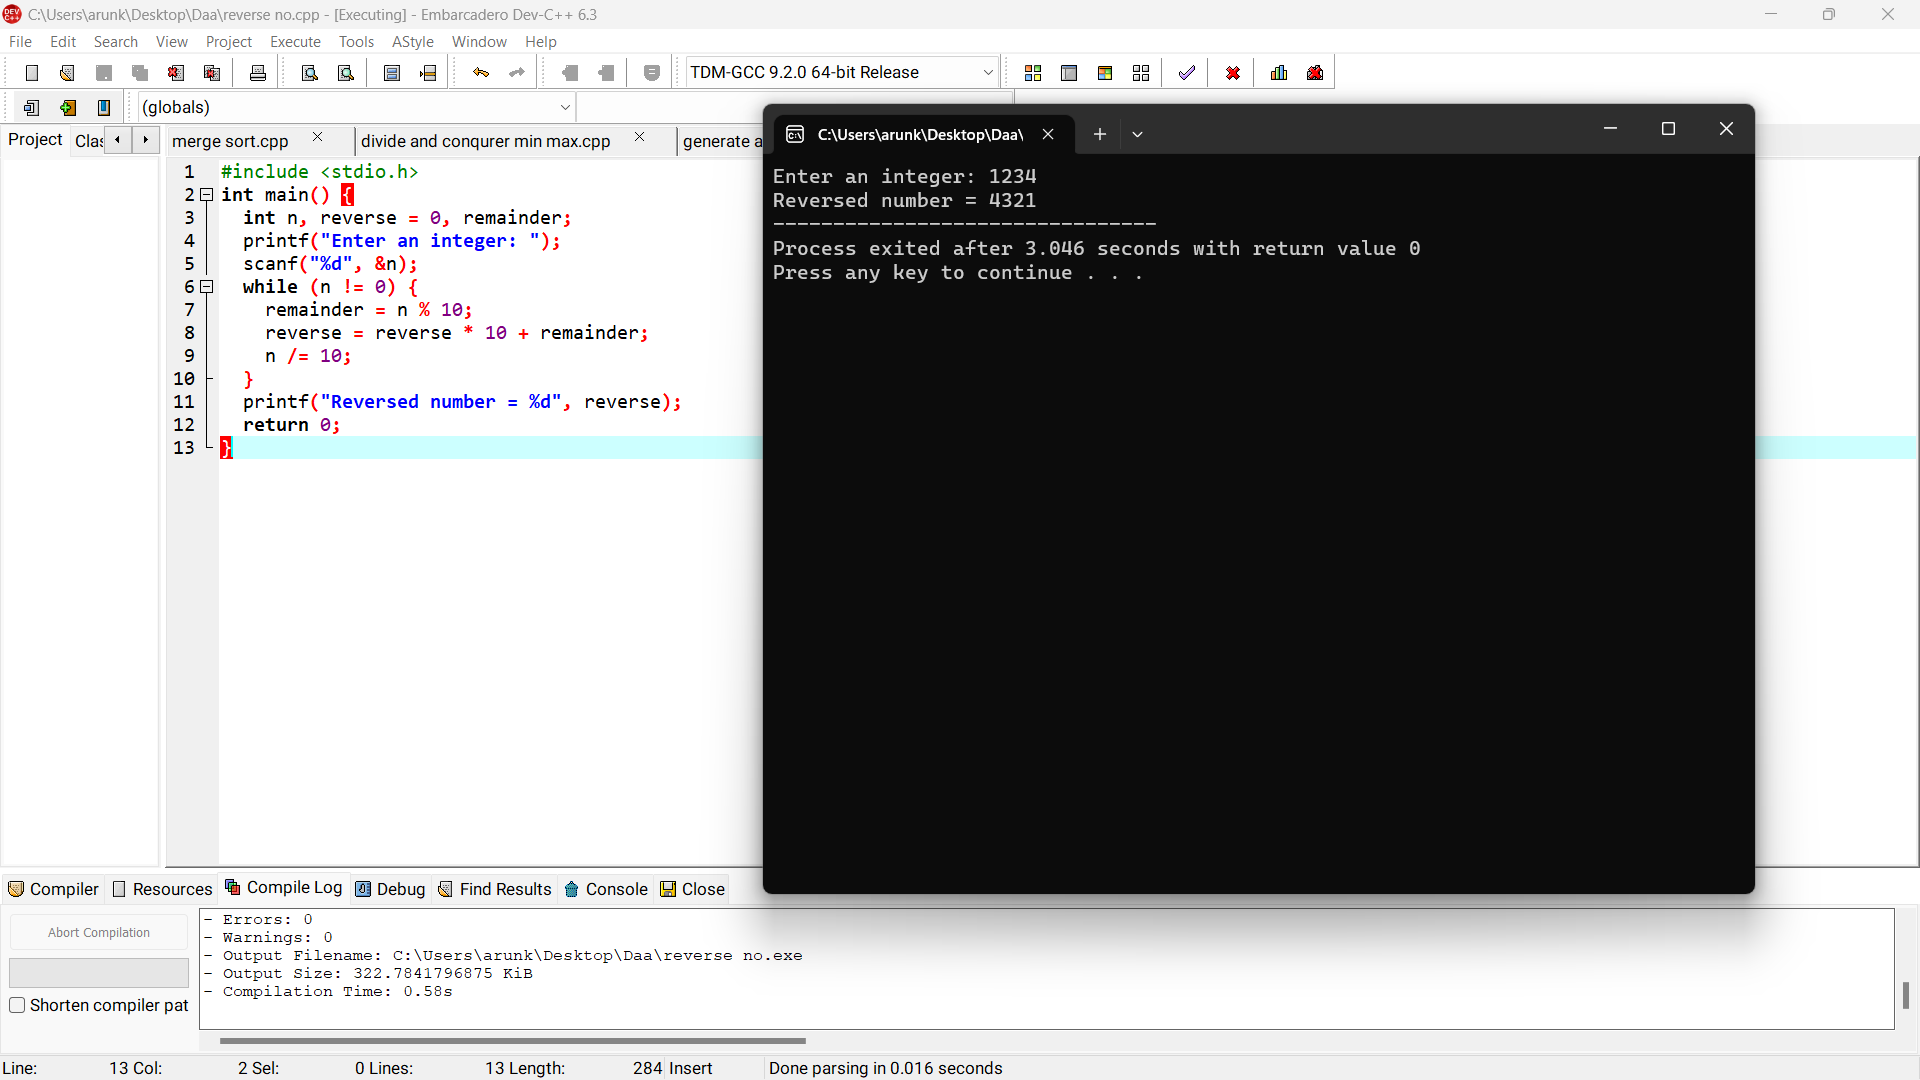 C:\Users\arunk\Desktop\Daa\reverse no.cpp - [Executing] - Embarcadero Dev-C++ 6.3
File Edit Search View Project Execute Tools AStyle Window Help
TDM-GCC 9.2.0 64-bit Release
(globals)
Project Clas merge sort.cpp divide and conqurer min max.cpp generate a
1 #include <stdio.h>
2 int main() {
3 int n, reverse = 0, remainder;
4 printf("Enter an integer: ");
5 scanf("%d", &n);
6 while (n != 0) {
7 remainder = n % 10;
8 reverse = reverse * 10 + remainder;
9 n /= 10;
10 }
11 printf("Reversed number = %d", reverse);
12 return 0;
13 }
C:\Users\arunk\Desktop\Daa\
Enter an integer: 1234
Reversed number = 4321
--------------------------------
Process exited after 3.046 seconds with return value 0
Press any key to continue . . .
Compiler Resources Compile Log Debug Find Results Console Close
Abort Compilation
Shorten compiler pat
- Errors: 0
- Warnings: 0
- Output Filename: C:\Users\arunk\Desktop\Daa\reverse no.exe
- Output Size: 322.7841796875 KiB
- Compilation Time: 0.58s
Line: 13 Col: 2 Sel: 0 Lines: 13 Length: 284 Insert Done parsing in 0.016 seconds